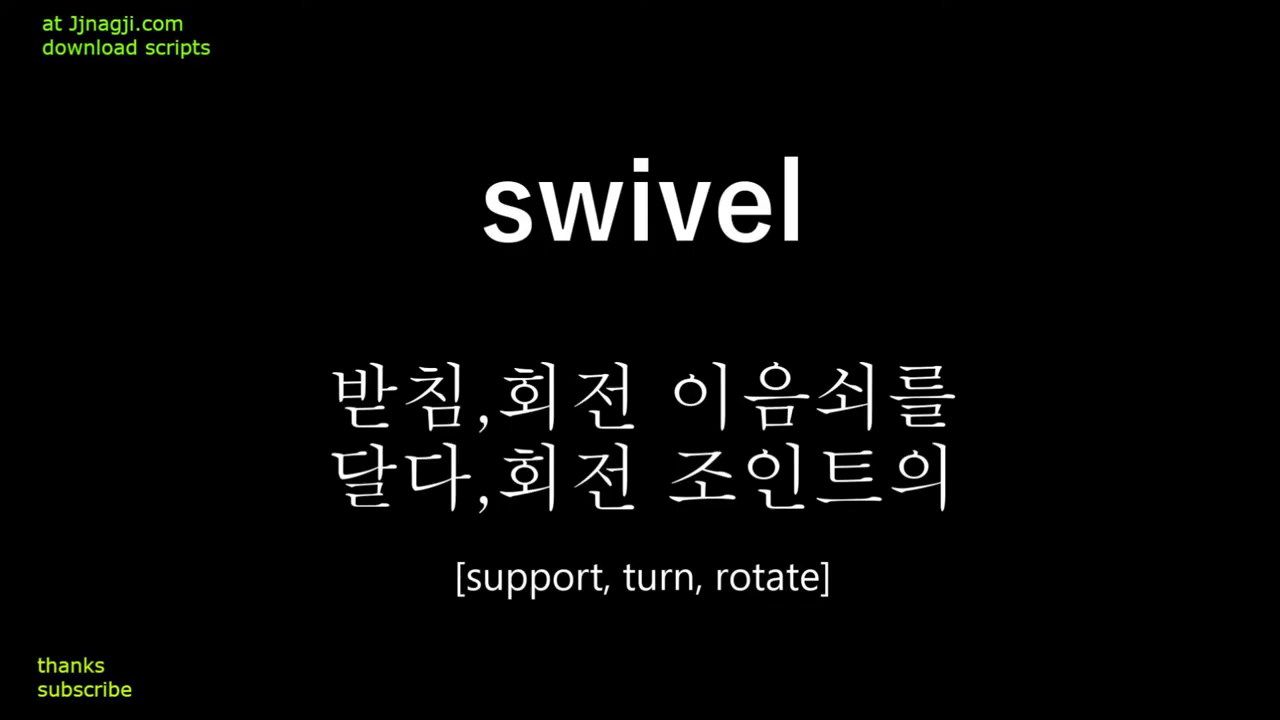 at Jjnagji.com
download scripts
swivel
받침,회전 이음쇠를
달다,회전 조인트의
[support, turn, rotate]
thanks
subscribe